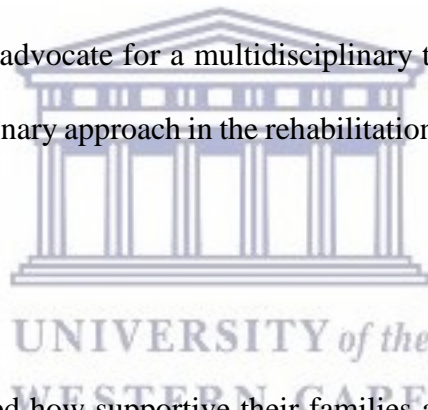 advocate for a multidisciplinary t
nary approach in the rehabilitation
UNIVERSITY of the
d how supportive their families a
WESTERN CAPE